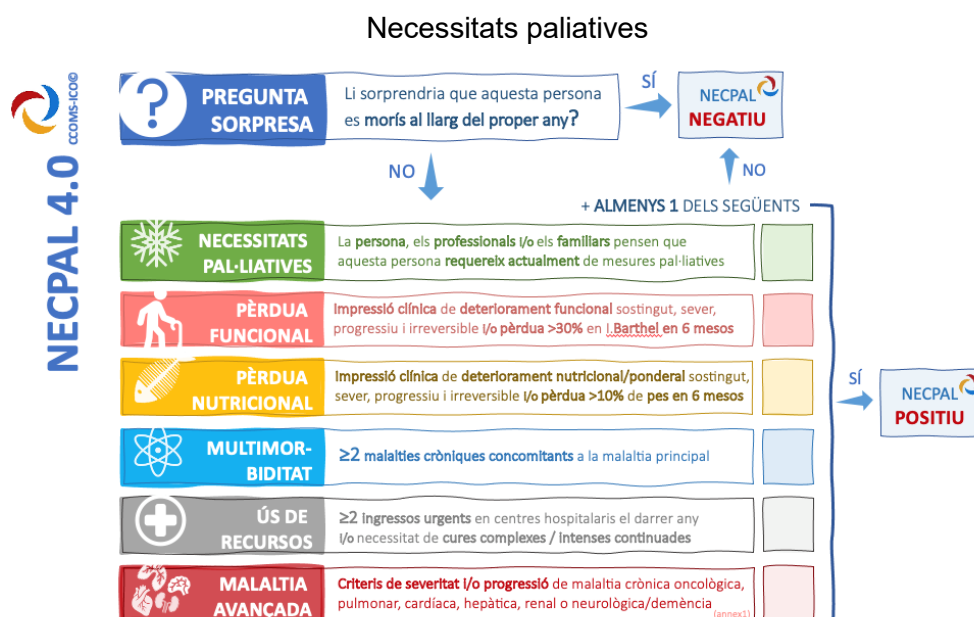 Necessitats paliatives
NECPAL 4.0 CCOMS-ICO©
PREGUNTA
SORPRESA
Li sorprendria que aquesta persona
es morís al llarg del proper any?
SÍ
NECPAL
NEGATIU
NO
NO
+ ALMENYS 1 DELS SEGÜENTS
NECESSITATS
PAL·LIATIVES
La persona, els professionals i/o els familiars pensen que
aquesta persona requereix actualment de mesures pal·liatives
PÈRDUA
FUNCIONAL
Impressió clínica de deteriorament funcional sostingut, sever,
progressiu i irreversible i/o pèrdua >30% en I.Barthel en 6 mesos
PÈRDUA
NUTRICIONAL
Impressió clínica de deteriorament nutricional/ponderal sostingut,
sever, progressiu i irreversible i/o pèrdua >10% de pes en 6 mesos
SÍ
NECPAL
POSITIU
MULTIMOR-
BIDITAT
≥2 malalties cròniques concomitants a la malaltia principal
ÚS DE
RECURSOS
≥2 ingressos urgents en centres hospitalaris el darrer any
i/o necessitat de cures complexes / intenses continuades
MALALTIA
AVANÇADA
Criteris de severitat i/o progressió de malaltia crònica oncològica,
pulmonar, cardíaca, hepàtica, renal o neurològica/demència
(annex1)